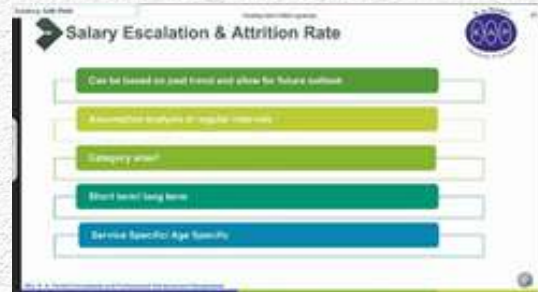 Salary Escalation & Attrition Rate
Can be based on past trend and allow for future outlook
Assumption analysis at regular intervals
Category wise?
Short term/ long term
Service Specific/ Age Specific